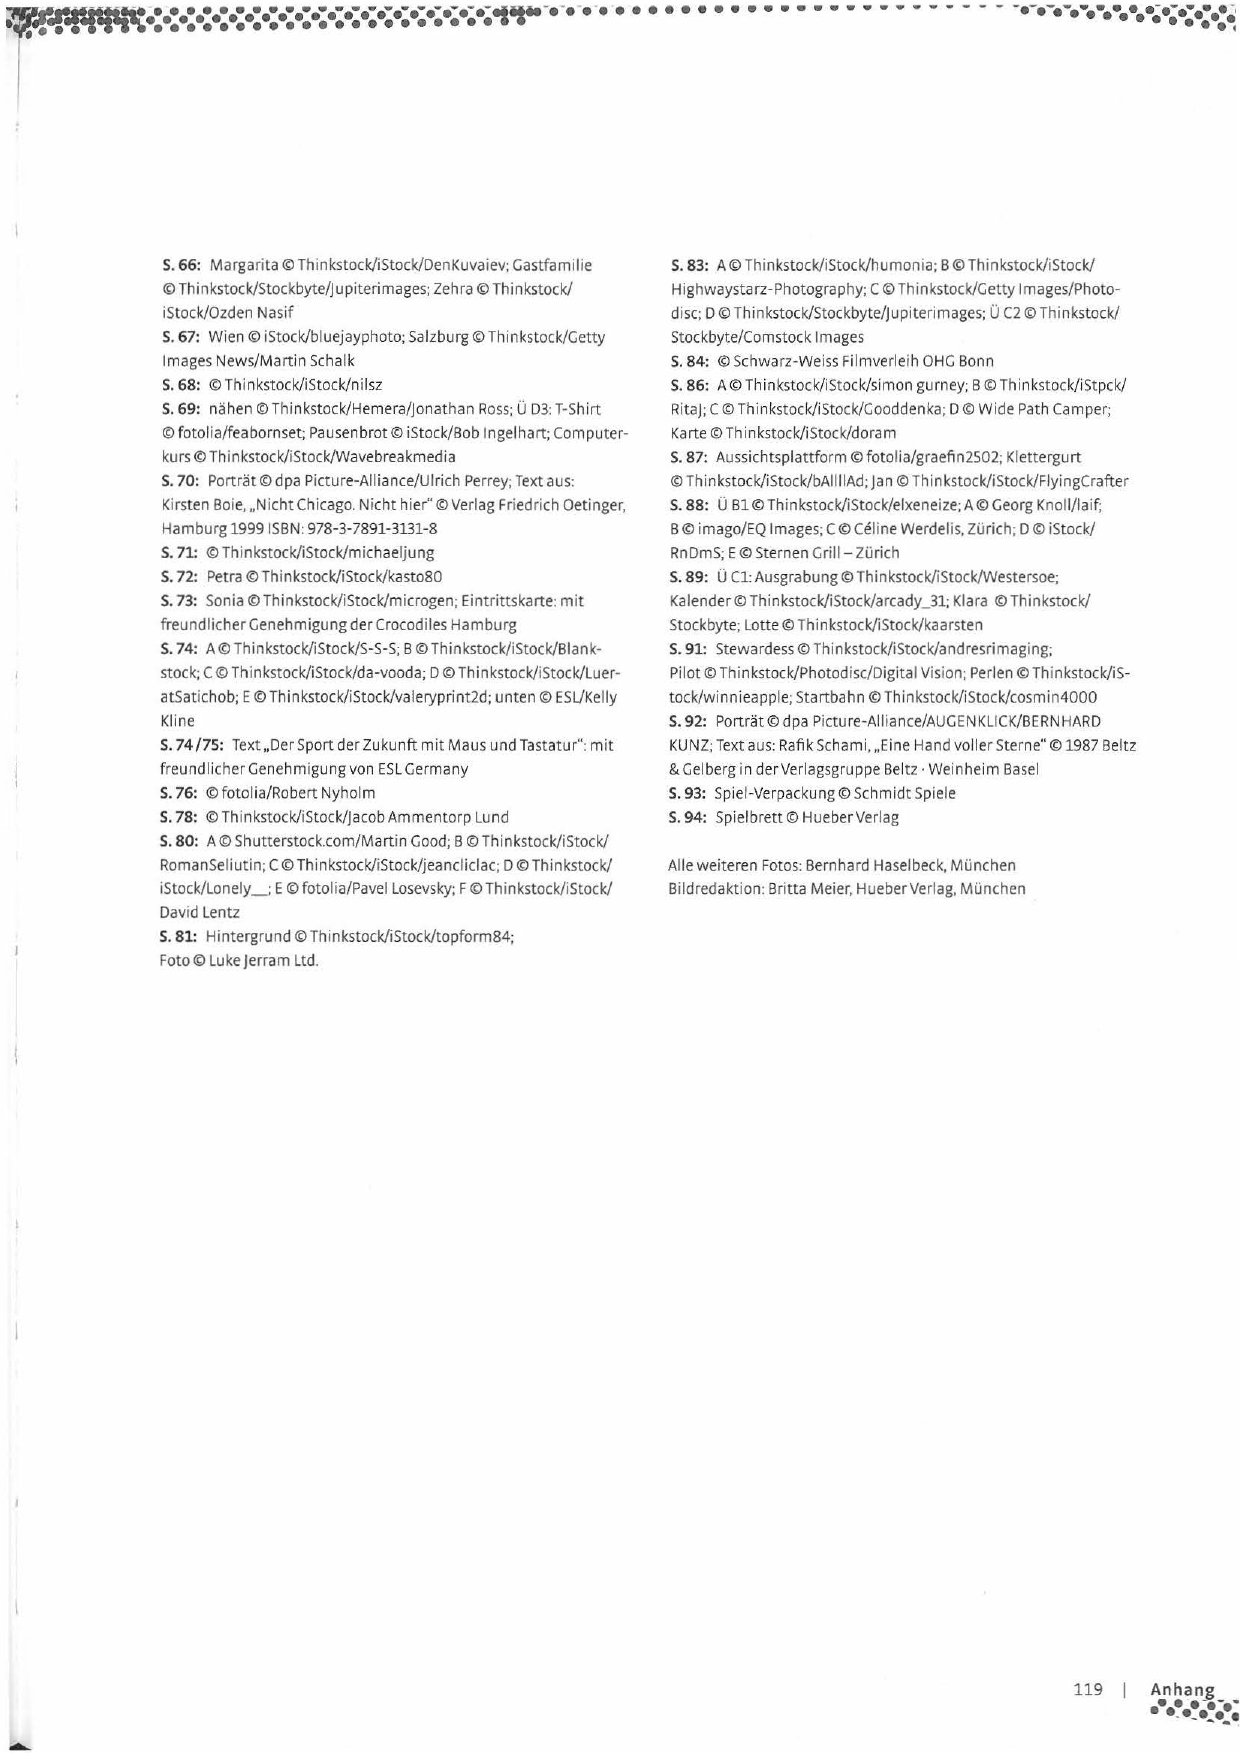 S. 66: Margarita © Thinkstock/iStock/DenKuvaiev; Gastfamilie
© Thinkstock/Stockbyte/Jupiterimages; Zehra © Thinkstock/
iStock/Ozden Nasif
S. 67: Wien © iStock/bluejayphoto; Salzburg © Thinkstock/Getty
Images News/Martin Schalk
S. 68: © Thinkstock/iStock/nilsz
S. 69: nähen © Thinkstock/Hemera/Jonathan Ross; Ü D3: T-Shirt
© fotolia/feabornset; Pausenbrot © iStock/Bob Ingelhart; Computer-
kurs © Thinkstock/iStock/Wavebreakmedia
S. 70: Porträt © dpa Picture-Alliance/Ulrich Perrey; Text aus:
Kirsten Boie, „Nicht Chicago. Nicht hier“ © Verlag Friedrich Oetinger,
Hamburg 1999 ISBN: 978-3-7891-3131-8
S. 71: © Thinkstock/iStock/michaeljung
S. 72: Petra © Thinkstock/iStock/kasto80
S. 73: Sonia © Thinkstock/iStock/microgen; Eintrittskarte: mit
freundlicher Genehmigung der Crocodiles Hamburg
S. 74: A © Thinkstock/iStock/S-S-S; B © Thinkstock/iStock/Blank-
stock; C © Thinkstock/iStock/da-vooda; D © Thinkstock/iStock/Luer-
atSatichob; E © Thinkstock/iStock/valeryprint2d; unten © ESL/Kelly
Kline
S. 74/75: Text „Der Sport der Zukunft mit Maus und Tastatur“: mit
freundlicher Genehmigung von ESL Germany
S. 76: © fotolia/Robert Nyholm
S. 78: © Thinkstock/iStock/Jacob Ammentorp Lund
S. 80: A © Shutterstock.com/Martin Good; B © Thinkstock/iStock/
RomanSeliutin; C © Thinkstock/iStock/jeancliclac; D © Thinkstock/
iStock/Lonely__; E © fotolia/Pavel Losevsky; F © Thinkstock/iStock/
David Lentz
S. 81: Hintergrund © Thinkstock/iStock/topform84;
Foto © Luke Jerram Ltd.
S. 83: A © Thinkstock/iStock/humonia; B © Thinkstock/iStock/
Highwaystarz-Photography; C © Thinkstock/Getty Images/Photo-
disc; D © Thinkstock/Stockbyte/Jupiterimages; Ü C2 © Thinkstock/
Stockbyte/Comstock Images
S. 84: © Schwarz-Weiss Filmverleih OHG Bonn
S. 86: A © Thinkstock/iStock/simon gurney; B © Thinkstock/iStpck/
RitaJ; C © Thinkstock/iStock/Gooddenka; D © Wide Path Camper;
Karte © Thinkstock/iStock/doram
S. 87: Aussichtsplattform © fotolia/graefin2502; Klettergurt
© Thinkstock/iStock/bAllllAd; Jan © Thinkstock/iStock/FlyingCrafter
S. 88: Ü B1 © Thinkstock/iStock/elxeneize; A © Georg Knoll/laif;
B © imago/EQ Images; C © Céline Werdelis, Zürich; D © iStock/
RnDmS; E © Sternen Grill – Zürich
S. 89: Ü C1: Ausgrabung © Thinkstock/iStock/Westersoe;
Kalender © Thinkstock/iStock/arcady_31; Klara © Thinkstock/
Stockbyte; Lotte © Thinkstock/iStock/kaarsten
S. 91: Stewardess © Thinkstock/iStock/andresrimaging;
Pilot © Thinkstock/Photodisc/Digital Vision; Perlen © Thinkstock/iS-
tock/winnieapple; Startbahn © Thinkstock/iStock/cosmin4000
S. 92: Porträt © dpa Picture-Alliance/AUGENKLICK/BERNHARD
KUNZ; Text aus: Rafik Schami, „Eine Hand voller Sterne“ © 1987 Beltz
& Gelberg in der Verlagsgruppe Beltz · Weinheim Basel
S. 93: Spiel-Verpackung © Schmidt Spiele
S. 94: Spielbrett © Hueber Verlag
Alle weiteren Fotos: Bernhard Haselbeck, München
Bildredaktion: Britta Meier, Hueber Verlag, München
119 | Anhang